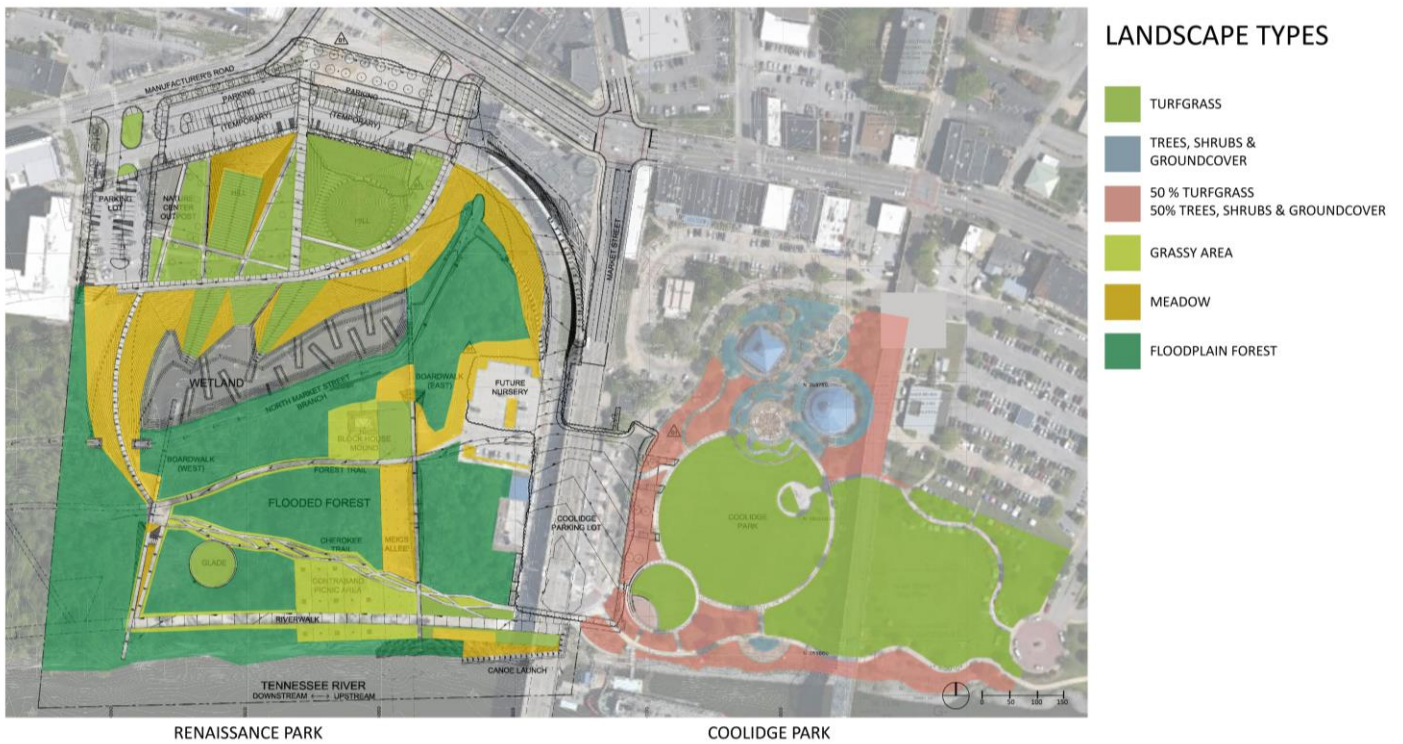 LANDSCAPE TYPES
TURFGRASS
TREES, SHRUBS &
GROUNDCOVER
50 % TURFGRASS
50% TREES, SHRUBS & GROUNDCOVER
GRASSY AREA
MEADOW
FLOODPLAIN FOREST
MANUFACTURER'S ROAD
PARKING
(TEMPORARY)
PARKING
(TEMPORARY)
PARKING
LOT
NATURE
CENTER
OUTPOST
HILL
HILL
MARKET STREET
WETLAND
NORTH MARKET STREET
BRANCH
BOARDWALK
(EAST)
FUTURE
NURSERY
BLOCK HOUSE
MOUND
BOARDWALK
(WEST)
FOREST TRAIL
FLOODED FOREST
COOLIDGE
PARKING LOT
COOLIDGE
PARK
CHEROKEE
TRAIL
MEIGS
ALLEE
GLADE
CONTRABAND
PICNIC AREA
RIVERWALK
CANOE LAUNCH
TENNESSEE RIVER
DOWNSTREAM UPSTREAM
0 50 100 150
RENAISSANCE PARK
COOLIDGE PARK